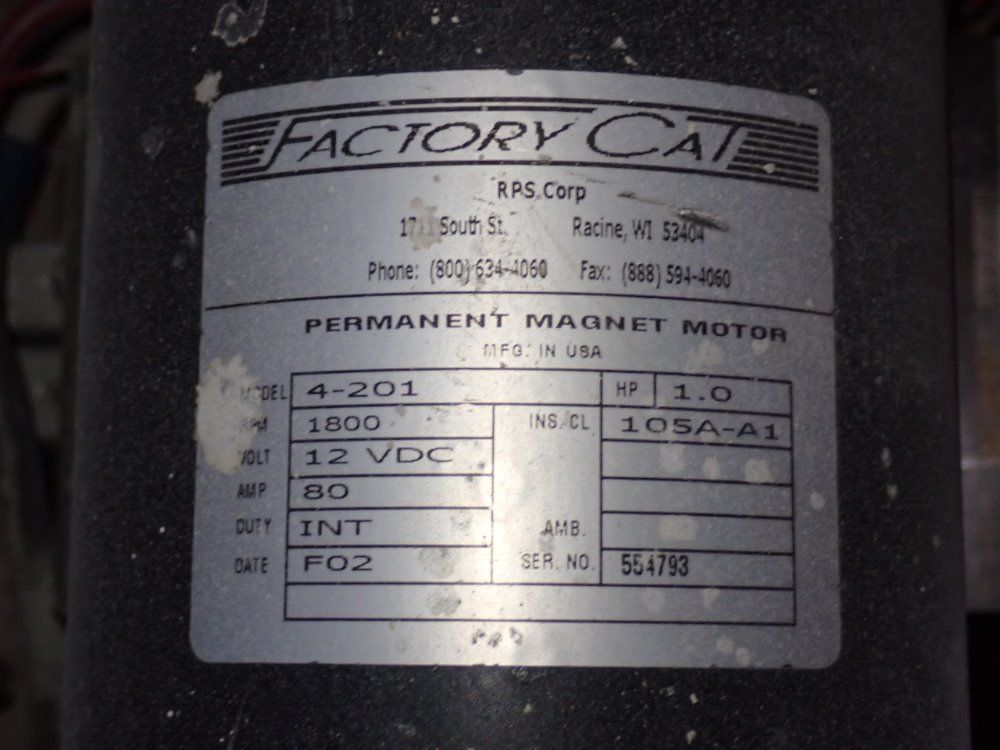 FACTORY CAT
RPS Corp
South St. Racine, WI 53404
Phone: (800) 634-4060 Fax: (888) 594-4060
PERMANENT MAGNET MOTOR
MFG. IN USA
MODEL 4-201 HP 1.0
RPM 1800 INS. CL 105A-A1
VOLT 12 VDC
AMP 80
DUTY INT AMB.
DATE F02 SER. NO. 554793